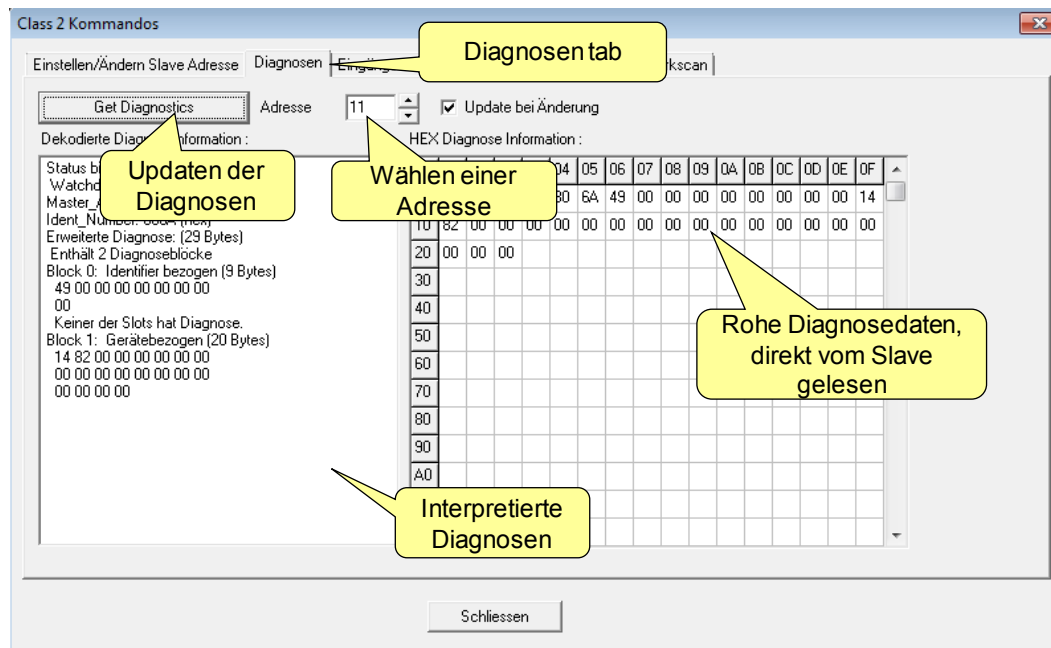 Class 2 Kommandos
Diagnosen tab
Einstellen/Ändern Slave Adresse Diagnosen
Get Diagnostics Adresse 11 Update bei Änderung
Dekodierte HEX Diagnose Information :
Updaten der
Diagnosen
Wählen einer
Adresse
04 05 06 07 08 09 0A 0B 0C 0D 0E 0F
6A 49 00 00 00 00 00 00 00 00 14
10 82 00 00 00 00 00 00 00 00 00 00 00 00 00 00 00
20 00 00 00
30
40
50
60
70
80
90
A0
Status
Erweiterte Diagnose: (29 Bytes)
Enthält 2 Diagnoseblöcke
Block 0: Identifier bezogen (9 Bytes)
49 00 00 00 00 00 00 00
00
Keiner der Slots hat Diagnose.
Block 1: Gerätebezogen (20 Bytes)
14 82 00 00 00 00 00 00
00 00 00 00 00 00 00 00
00 00 00 00
Rohe Diagnosedaten,
direkt vom Slave
gelesen
Interpretierte
Diagnosen
Schliessen